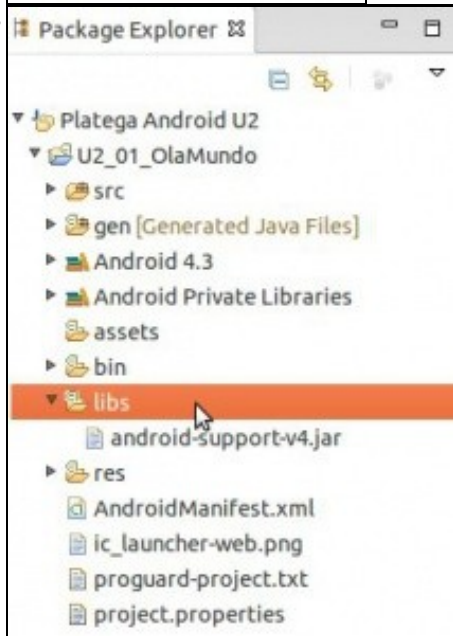 Package Explorer
Platega Android U2
U2_01_OlaMundo
src
gen [Generated Java Files]
Android 4.3
Android Private Libraries
assets
bin
libs
android-support-v4.jar
res
AndroidManifest.xml
ic_launcher-web.png
proguard-project.txt
project.properties